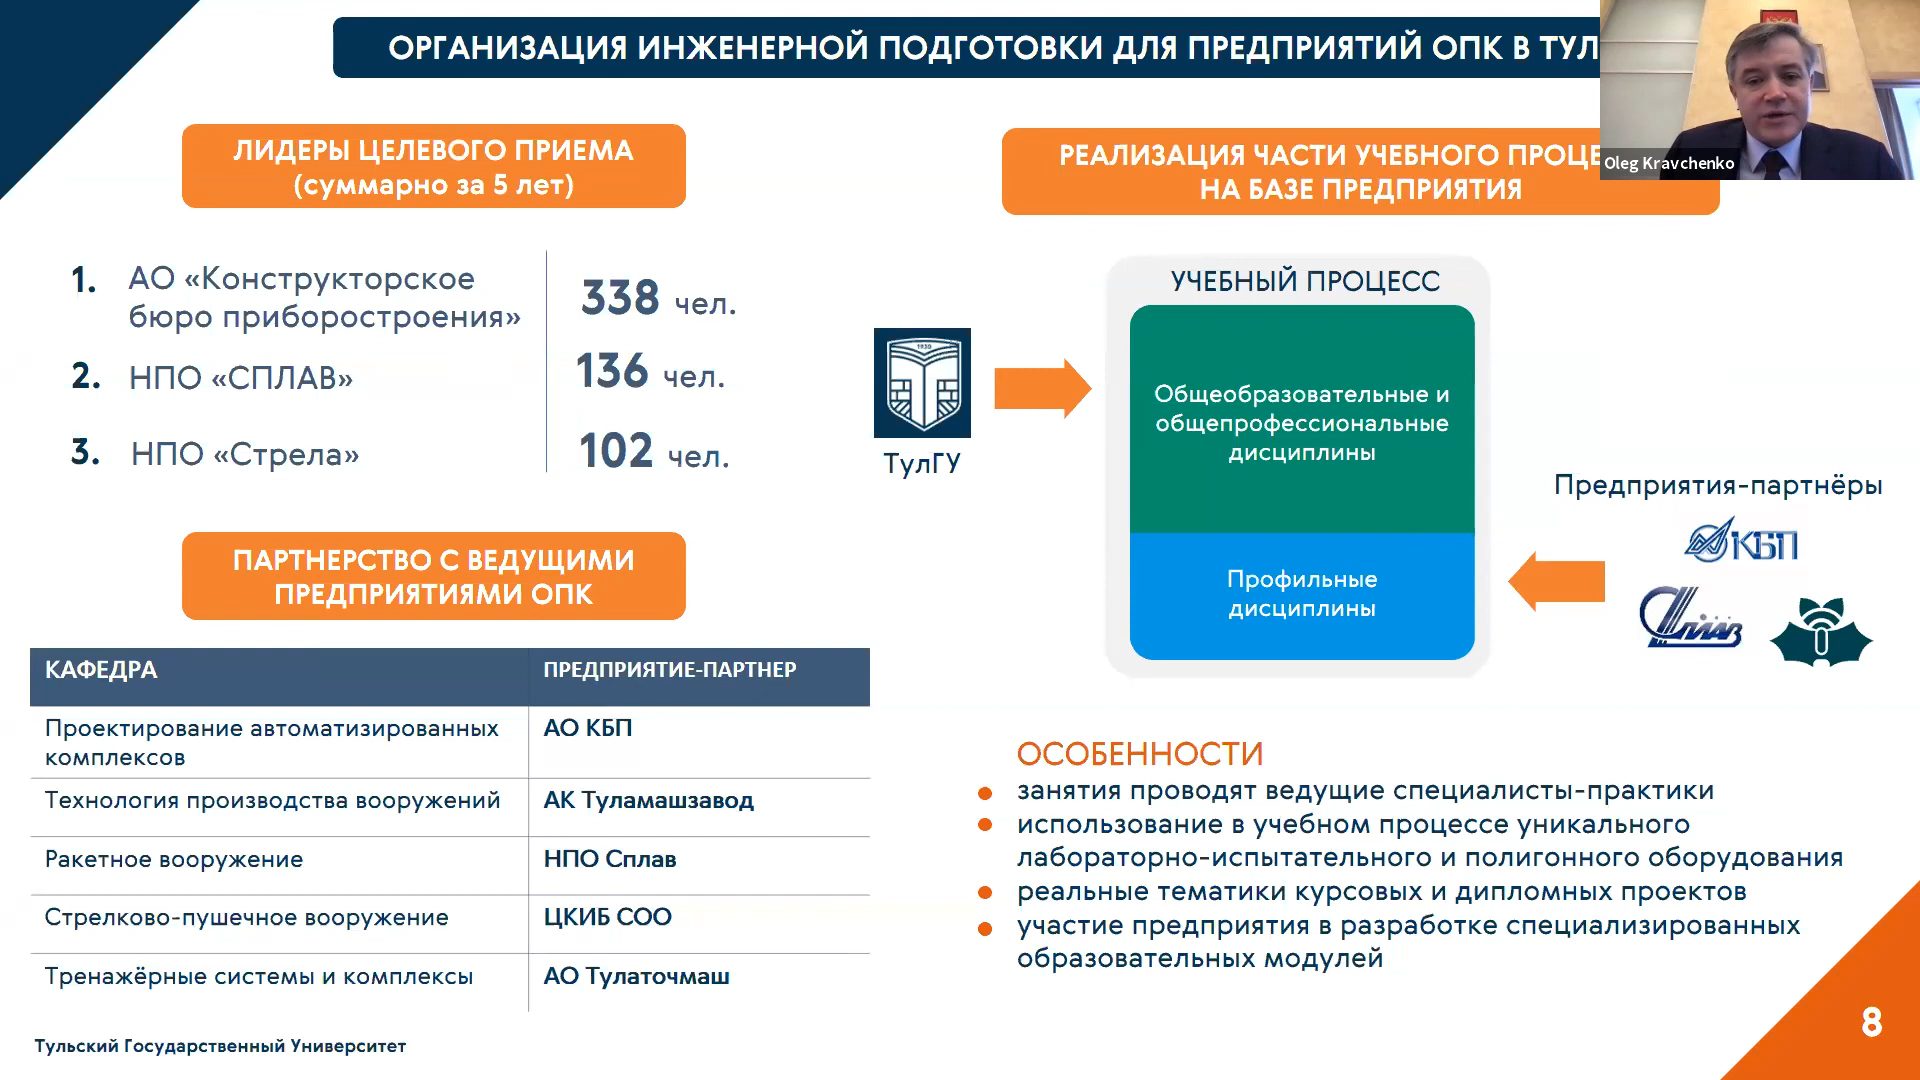 ОРГАНИЗАЦИЯ ИНЖЕНЕРНОЙ ПОДГОТОВКИ ДЛЯ ПРЕДПРИЯТИЙ ОПК В ТУЛ
Oleg Kravchenko
ЛИДЕРЫ ЦЕЛЕВОГО ПРИЕМА
(суммарно за 5 лет)
1. АО «Конструкторское
бюро приборостроения»
338 чел.
2. НПО «СПЛАВ»
136 чел.
3. НПО «Стрела»
102 чел.
ПАРТНЕРСТВО С ВЕДУЩИМИ
ПРЕДПРИЯТИЯМИ ОПК
КАФЕДРА ПРЕДПРИЯТИЕ-ПАРТНЕР
Проектирование автоматизированных
комплексов
АО КБП
Технология производства вооружений АК Туламашзавод
Ракетное вооружение НПО Сплав
Стрелково-пушечное вооружение ЦКИБ СОО
Тренажёрные системы и комплексы АО Тулаточмаш
Тульский Государственный Университет
РЕАЛИЗАЦИЯ ЧАСТИ УЧЕБНОГО ПРОЦЕ
НА БАЗЕ ПРЕДПРИЯТИЯ
УЧЕБНЫЙ ПРОЦЕСС
1930
ТулГУ
Общеобразовательные и
общепрофессиональные
дисциплины
Профильные
дисциплины
Предприятия-партнёры
КБП
Сплав
ОСОБЕННОСТИ
занятия проводят ведущие специалисты-практики
использование в учебном процессе уникального
лабораторно-испытательного и полигонного оборудования
реальные тематики курсовых и дипломных проектов
участие предприятия в разработке специализированных
образовательных модулей
8